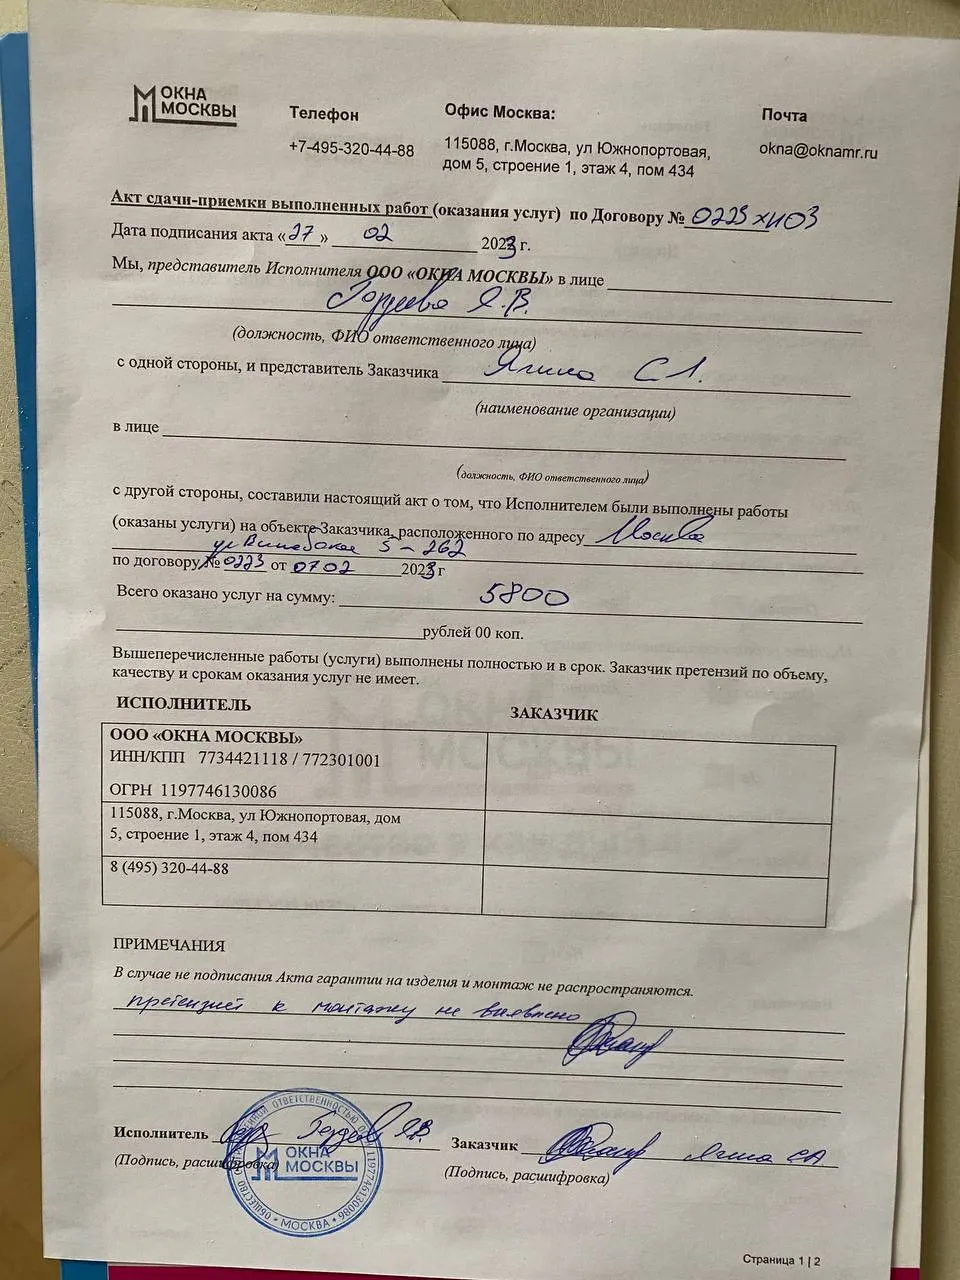 ОКНА
МОСКВЫ
Телефон
+7-495-320-44-88
Офис Москва:
115088, г.Москва, ул Южнопортовая,
дом 5, строение 1, этаж 4, пом 434
Почта
okna@oknamr.ru
Акт сдачи-приемки выполненных работ (оказания услуг) по Договору № 0223
Дата подписания акта «27» 02 2023 г.
Мы, представитель Исполнителя ООО «ОКНА МОСКВЫ» в лице
(должность, ФИО ответственного лица)
с одной стороны, и представитель Заказчика
(наименование организации)
в лице
(должность, ФИО ответственного лица)
с другой стороны, составили настоящий акт о том, что Исполнителем были выполнены работы
(оказаны услуги) на объекте Заказчика, расположенного по адресу Москва
5-262
по договору № 0223 от 0702 2023г
Всего оказано услуг на сумму: 5800
рублей 00 коп.
Вышеперечисленные работы (услуги) выполнены полностью и в срок. Заказчик претензий по объему,
качеству и срокам оказания услуг не имеет.
ИСПОЛНИТЕЛЬ
ЗАКАЗЧИК
ООО «ОКНА МОСКВЫ»
ИНН/КПП 7734421118 / 772301001
ОГРН 1197746130086
115088, г.Москва, ул Южнопортовая, дом
5, строение 1, этаж 4, пом 434
8 (495) 320-44-88
ПРИМЕЧАНИЯ
В случае не подписания Акта гарантии на изделия и монтаж не распространяются.
претензий к монтажу не выявлено
Исполнитель
(Подпись, расшифровка)
ОКНА
МОСКВЫ
МОСКВА
1197746130086
Заказчик
(Подпись, расшифровка)
Страница 1 | 2